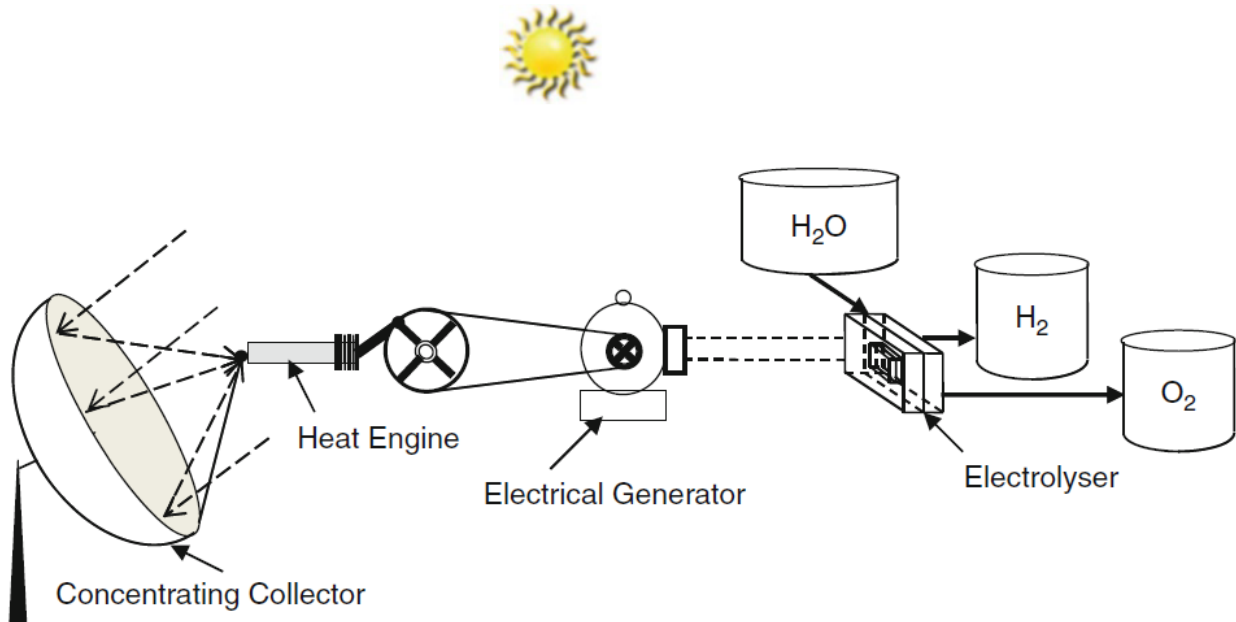 H₂O
H₂
O₂
Heat Engine
Electrolyser
Electrical Generator
Concentrating Collector